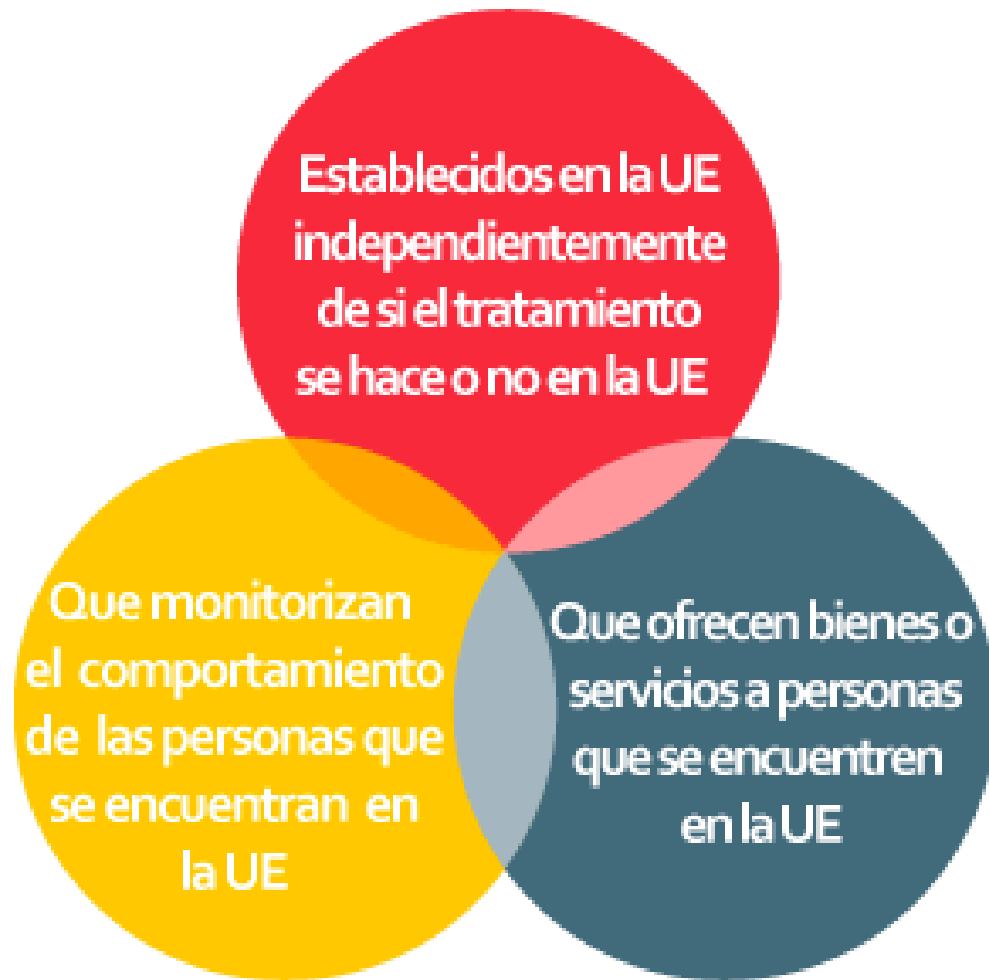 Establecidos en la UE
independientemente
de si el tratamiento
se hace o no en la UE
Que monitorizan
el comportamiento
de las personas que
se encuentran en
la UE
Que ofrecen bienes o
servicios a personas
que se encuentren
en la UE